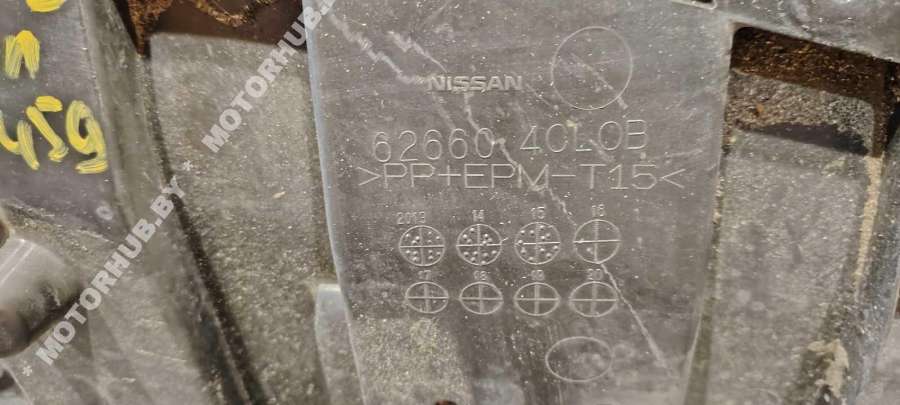 NISSAN
62660 4CL0B
>PP+EPM-T15<
2013 14 15 16
17 18 19 20
459
* MOTORHUB.BY * MOTORHUB
* MOTORHUB.BY * MOTORHUB.BY